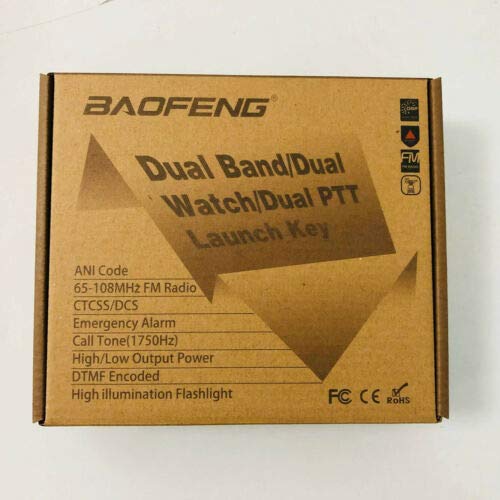 BAOFENG®
Dual Band/Dual
Watch/Dual PTT
Launch Key
ANI Code
65-108MHz FM Radio
CTCSS/DCS
Emergency Alarm
Call Tone(1750Hz)
High/Low Output Power
DTMF Encoded
High illumination Flashlight
FM
FC CE RoHS